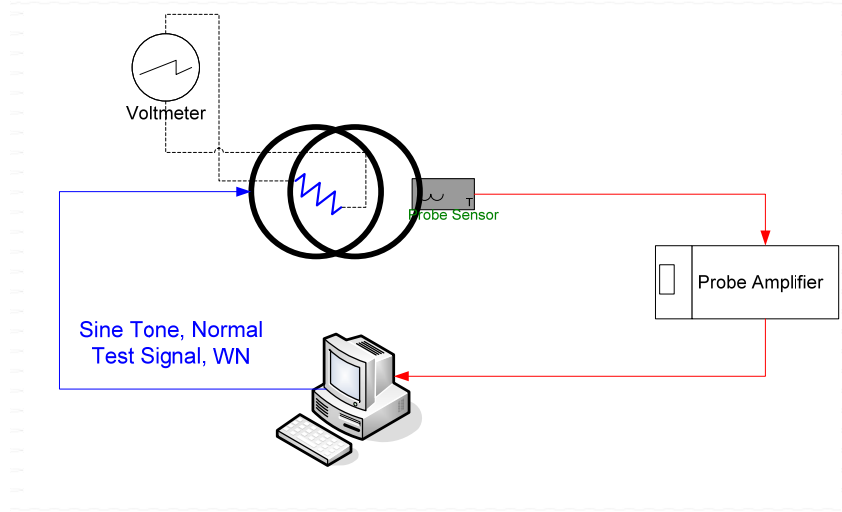 Voltmeter
T
Probe Sensor
Probe Amplifier
Sine Tone, Normal
Test Signal, WN